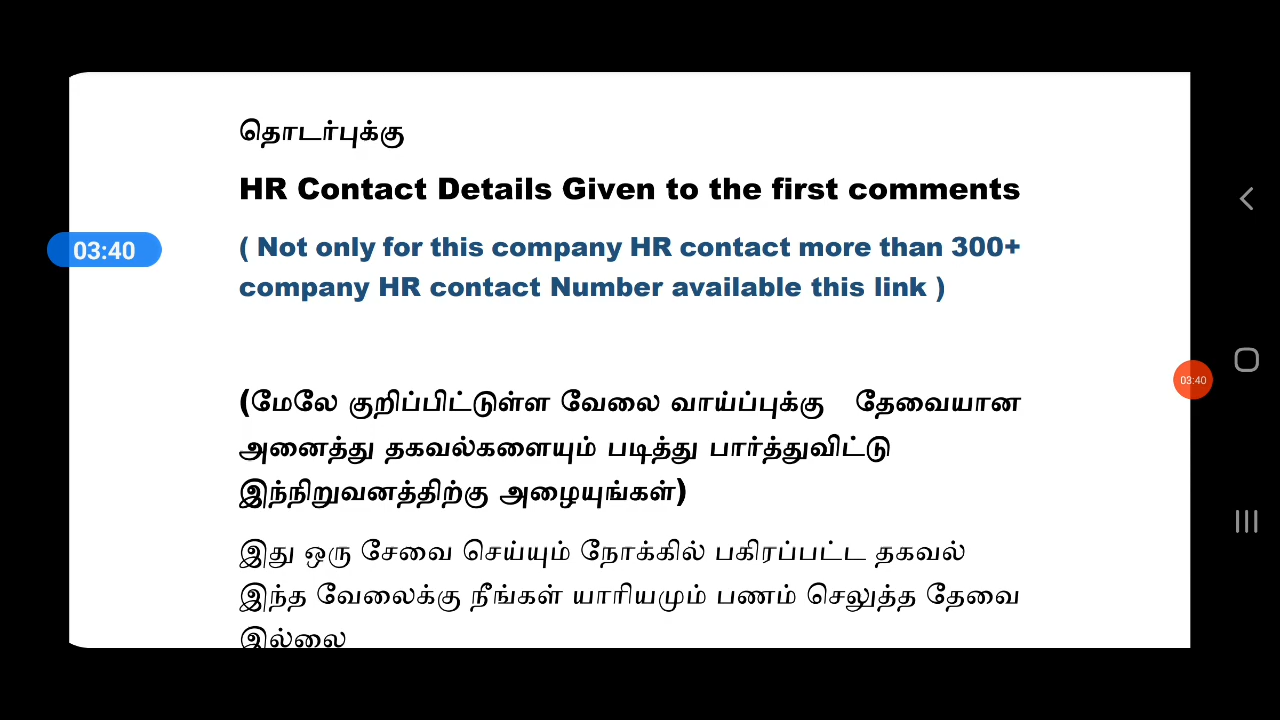 தொடர்புக்கு
HR Contact Details Given to the first comments
( Not only for this company HR contact more than 300+
03:40
company HR contact Number available this link )
03:40
(மேலே குறிப்பிட்டுள்ள வேலை வாய்ப்புக்கு தேவையான
அனைத்து தகவல்களையும் படித்து பார்த்துவிட்டு
இந்நிறுவனத்திற்கு அழையுங்கள்)
இது ஒரு சேவை செய்யும் நோக்கில் பகிரப்பட்ட தகவல்
இந்த வேலைக்கு நீங்கள் யாரியமும் பணம் செலுத்த தேவை
இல்லை